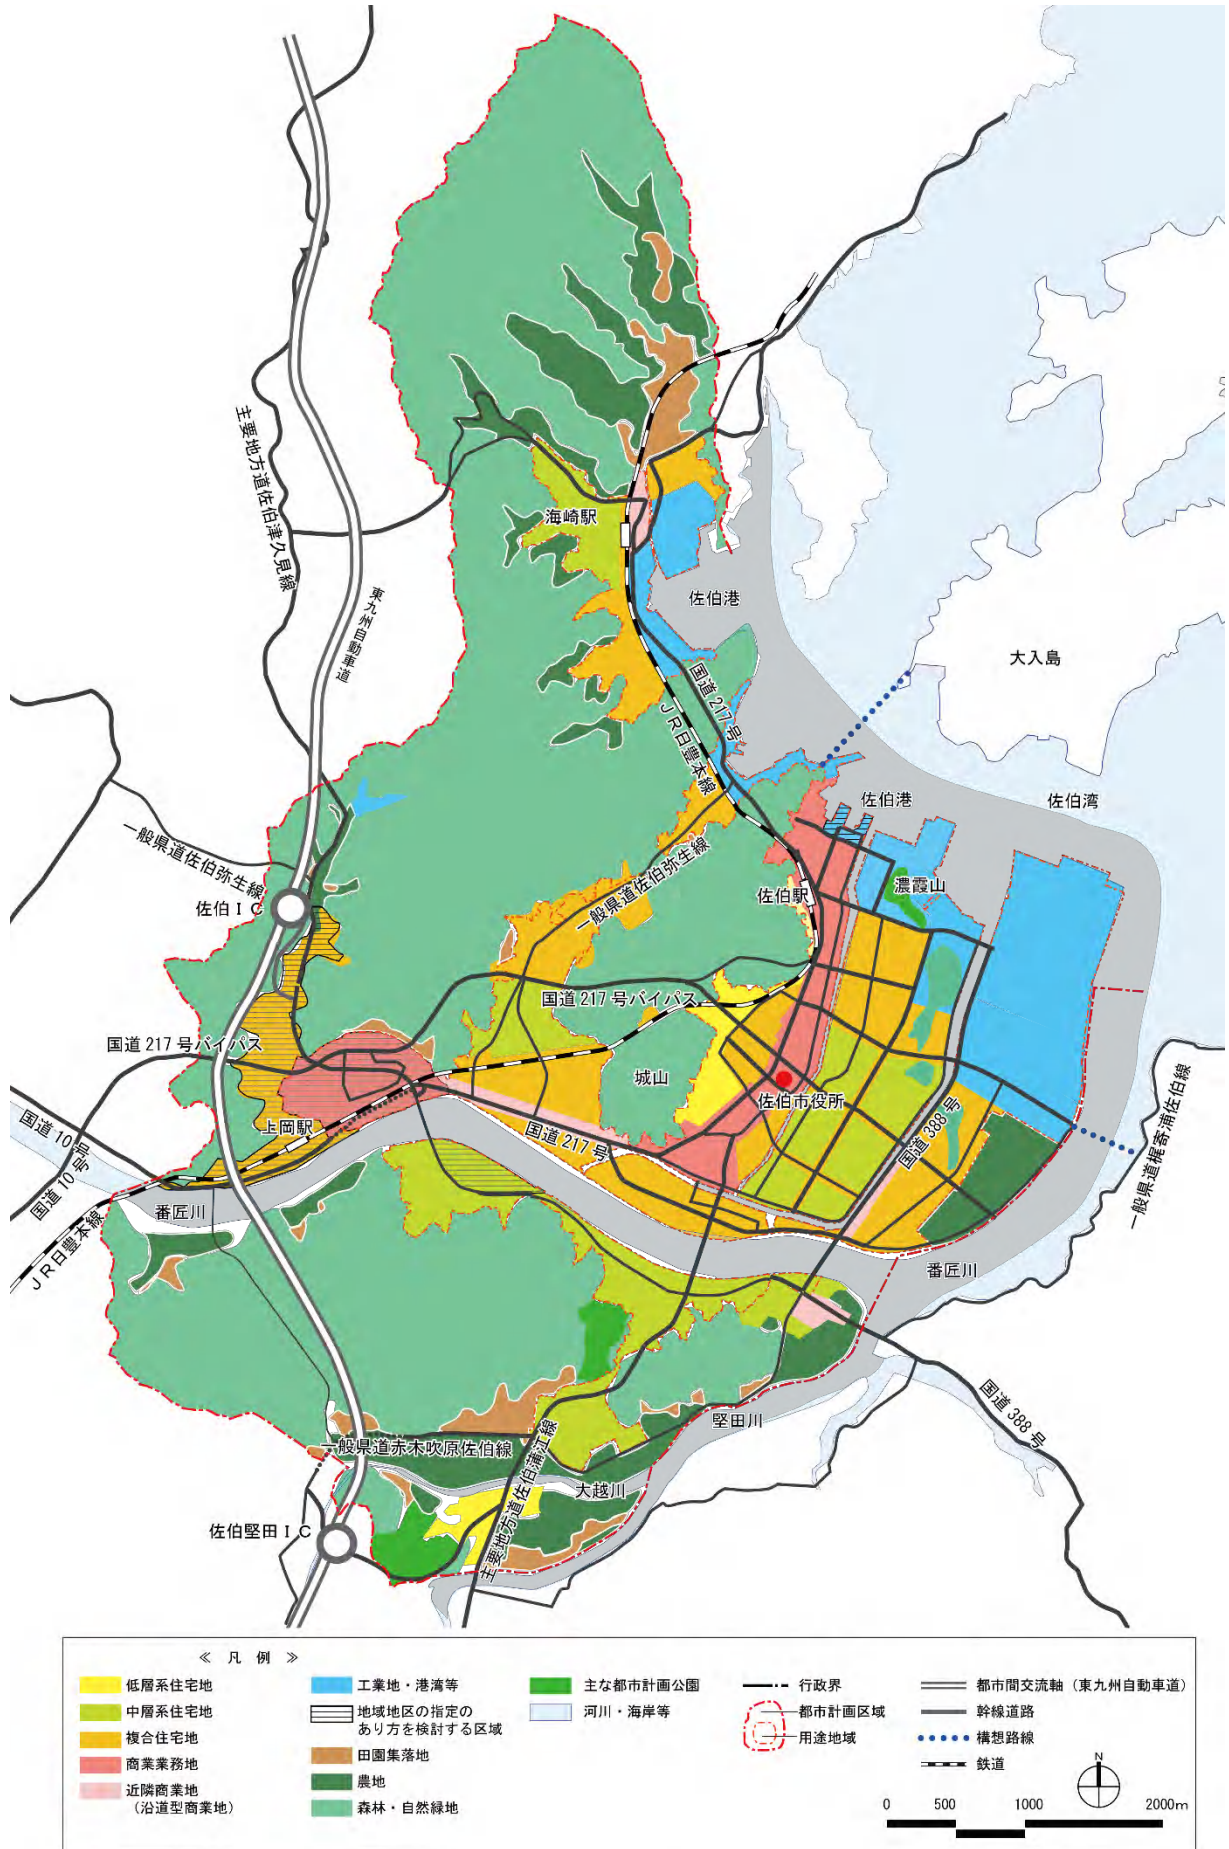 主要地方道佐伯津久見線
東九州自動車道
海崎駅
佐伯港
大入島
国道217号
JR日豊本線
佐伯港
佐伯湾
一般県道佐伯弥生線
一般県道佐伯弥生線
佐伯IC
佐伯駅
濃霞山
国道217号バイパス
国道217号バイパス
城山
佐伯市役所
上岡駅
国道217号
国道388号
一般県道梶寄浦佐伯線
国道10号
国道10号
JR日豊本線
番匠川
番匠川
堅田川
国道388号
一般県道赤木吹原佐伯線
大越川
主要地方道佐伯蒲江線
佐伯堅田IC
≪ 凡 例 ≫
低層系住宅地
中層系住宅地
複合住宅地
商業業務地
近隣商業地
(沿道型商業地)
工業地・港湾等
地域地区の指定の
あり方を検討する区域
田園集落地
農地
森林・自然緑地
主な都市計画公園
河川・海岸等
行政界
都市計画区域
用途地域
都市間交流軸(東九州自動車道)
幹線道路
構想路線
鉄道
N
0 500 1000 2000m